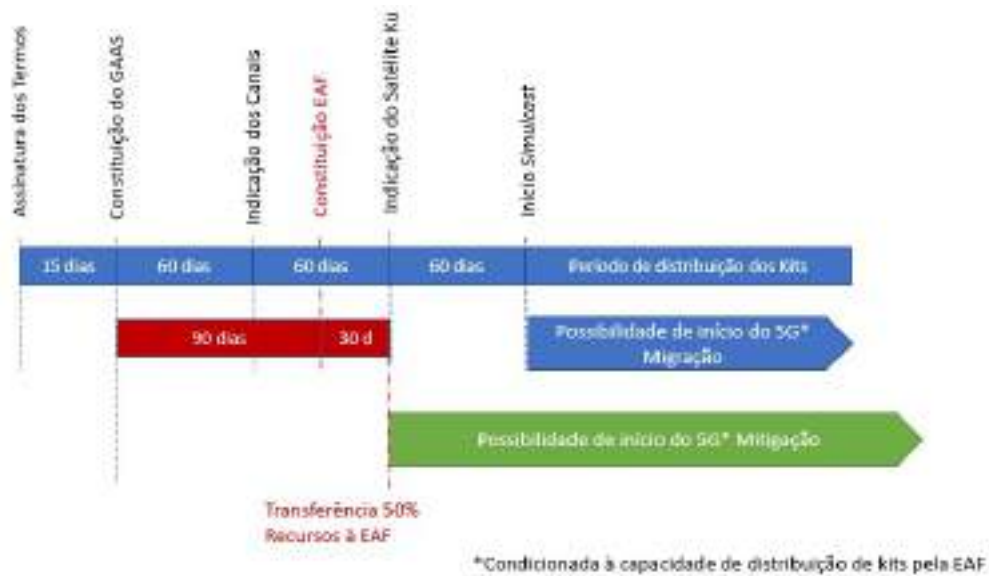 Assinatura dos Termos
Constituição do GAAS
Indicação dos Canais
Constituição EAF
Indicação do Satélite Ku
Início Simulcast
15 dias
60 dias
60 dias
60 dias
Período de distribuição dos Kits
90 dias
30 d
Possibilidade de início do 5G*
Migração
Possibilidade de início do 5G* Mitigação
Transferência 50%
Recursos à EAF
*Condicionada à capacidade de distribuição de kits pela EAF